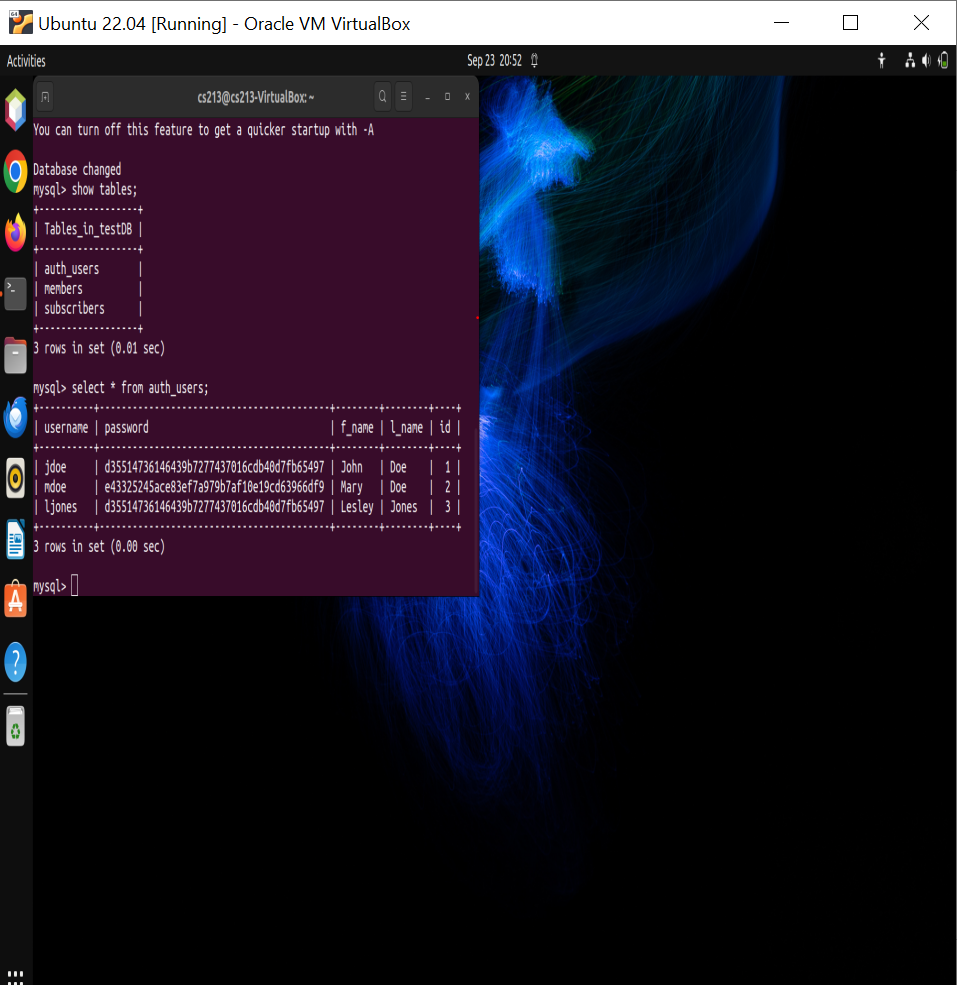 Ubuntu 22.04 [Running] - Oracle VM VirtualBox
Activities
Sep 23 20:52
cs213@cs213-VirtualBox: ~
You can turn off this feature to get a quicker startup with -A
Database changed
mysql> show tables;
+-----------------+
| Tables_in_testDB |
+-----------------+
| auth_users |
| members |
| subscribers |
+-----------------+
3 rows in set (0.01 sec)
mysql> select * from auth_users;
+----------+------------------------------------------+--------+--------+----+
| username | password | f_name | l_name | id |
+----------+------------------------------------------+--------+--------+----+
| jdoe | d35514736146439b7277437016cdb40d7fb65497 | John | Doe | 1 |
| mdoe | e43325245ace83ef7a979b7af10e19cd63966df9 | Mary | Doe | 2 |
| ljones | d35514736146439b7277437016cdb40d7fb65497 | Lesley | Jones | 3 |
+----------+------------------------------------------+--------+--------+----+
3 rows in set (0.00 sec)
mysql>